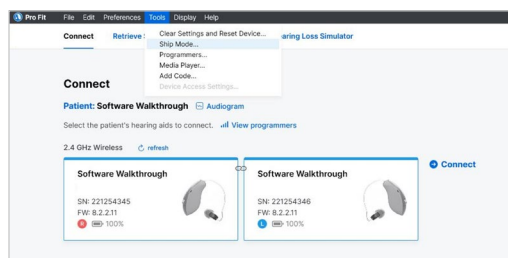 Pro Fit File Edit Preferences Tools Display Help
Connect Retrieve aring Loss Simulator
Clear Settings and Reset Device...
Ship Mode...
Programmers...
Media Player...
Add Code...
Device Access Settings...
Connect
Patient: Software Walkthrough Audiogram
Select the patient's hearing aids to connect. View programmers
2.4 GHz Wireless refresh
Software Walkthrough
SN: 221254345
FW: 8.2.2.11
R 100%
Software Walkthrough
SN: 221254346
FW: 8.2.2.11
L 100%
Connect